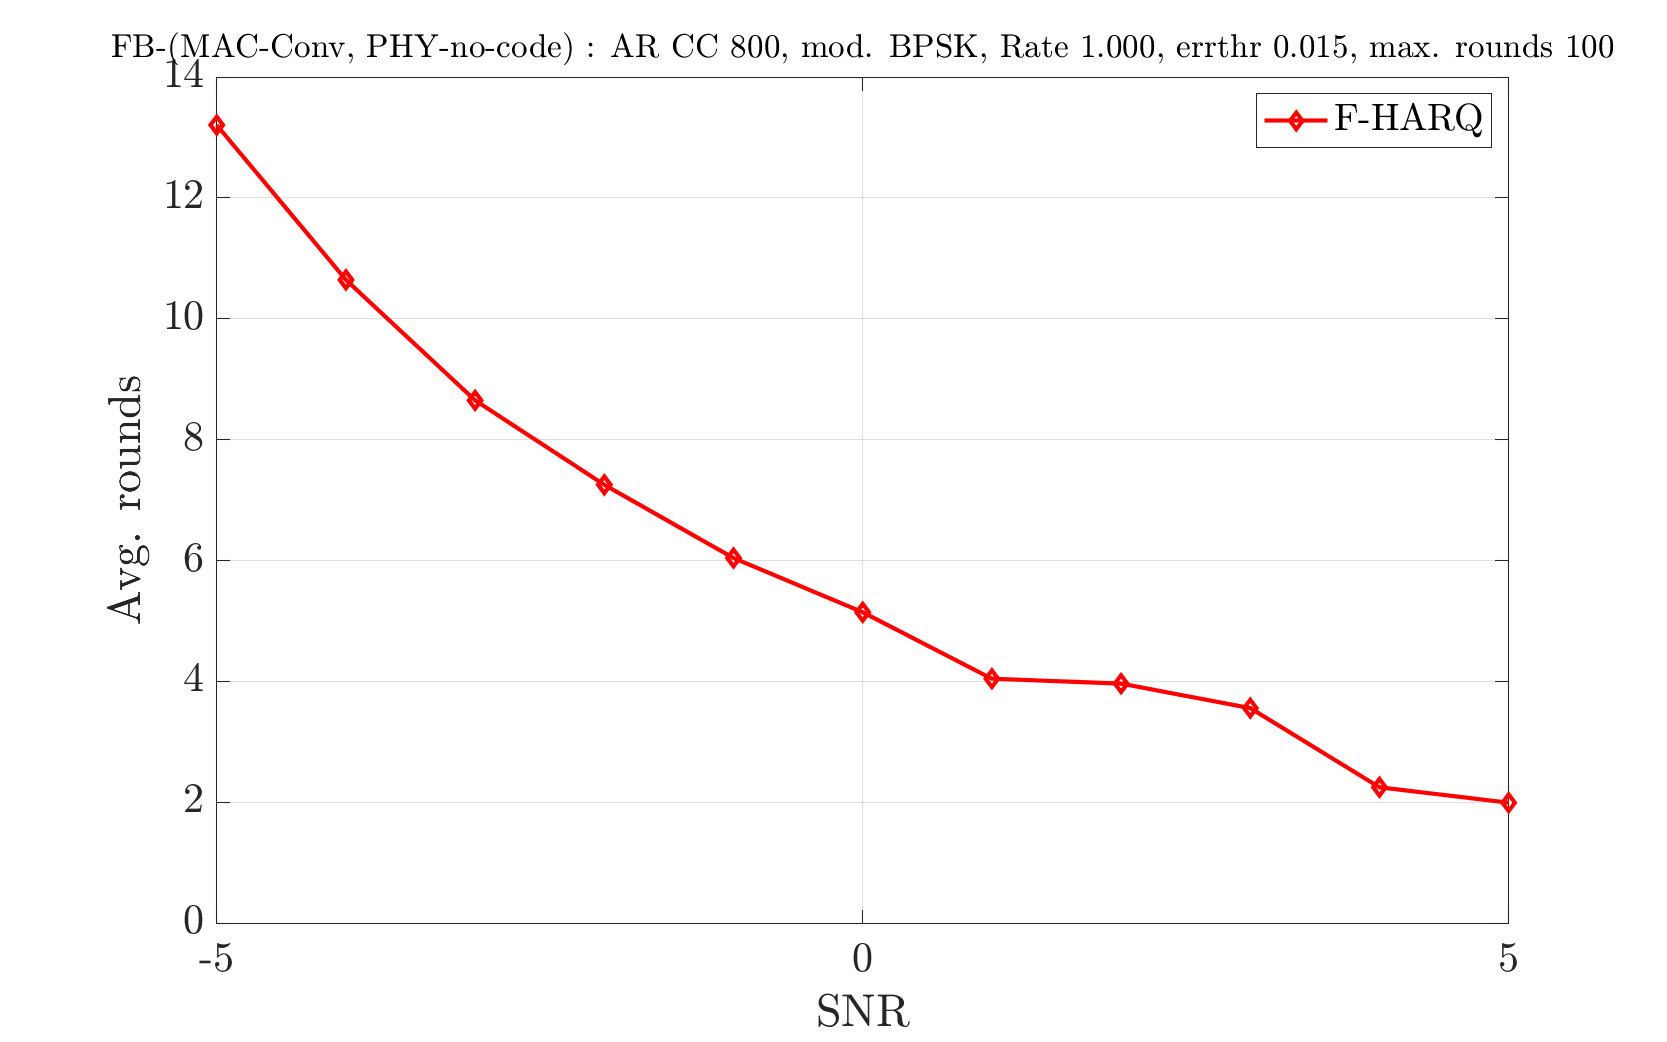 FB-(MAC-Conv, PHY-no-code) : AR CC 800, mod. BPSK, Rate 1.000, errthr 0.015, max. rounds 100
F-HARQ
14
12
10
8
6
4
2
0
Avg. rounds
-5 0 5
SNR